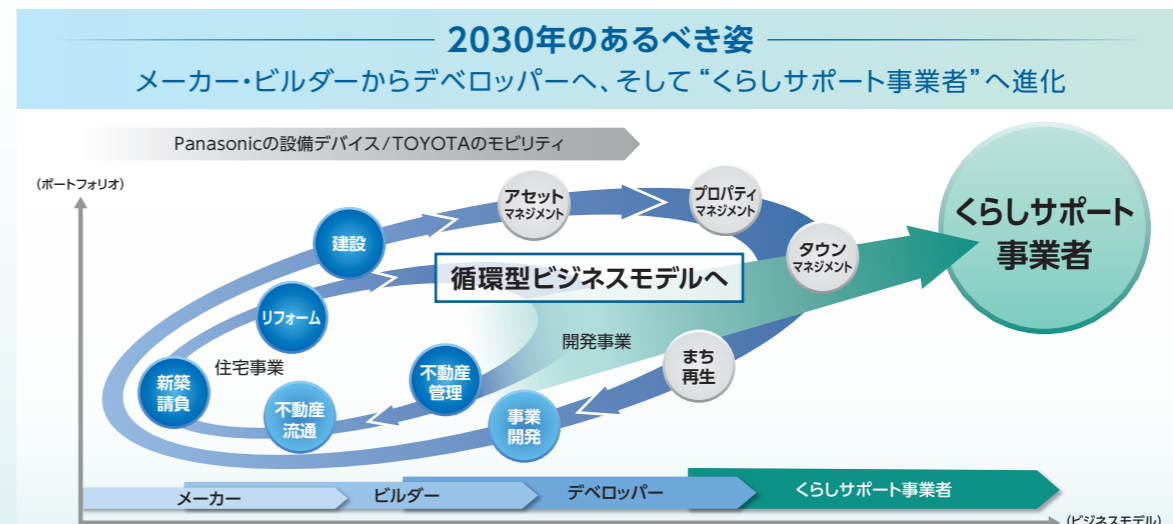 2030年のあるべき姿
メーカー・ビルダーからデベロッパーへ、そして“くらしサポート事業者”へ進化
Panasonicの設備デバイス/TOYOTAのモビリティ
(ポートフォリオ)
アセット
マネジメント
プロパティ
マネジメント
くらしサポート
事業者
建設
タウン
マネジメント
循環型ビジネスモデルへ
リフォーム
開発事業
住宅事業
まち
再生
新築
請負
不動産
管理
不動産
流通
事業
開発
メーカー
ビルダー
デベロッパー
くらしサポート事業者
(ビジネスモデル)